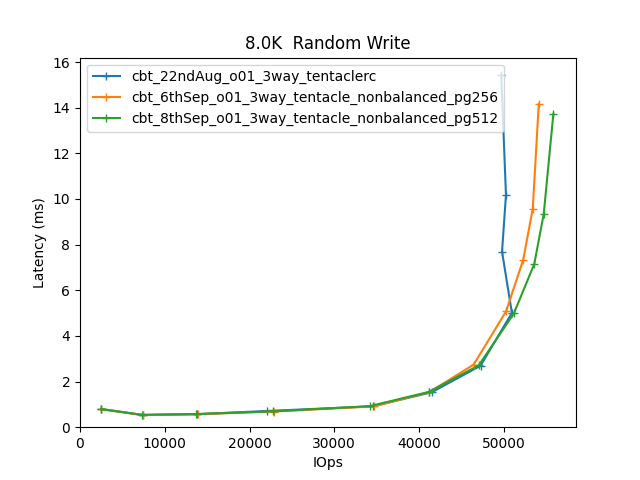 8.0K  Random Write
cbt_22ndAug_o01_3way_tentaclerc
cbt_6thSep_o01_3way_tentacle_nonbalanced_pg256
cbt_8thSep_o01_3way_tentacle_nonbalanced_pg512
Latency (ms)
16
14
12
10
8
6
4
2
0
0 10000 20000 30000 40000 50000
IOps